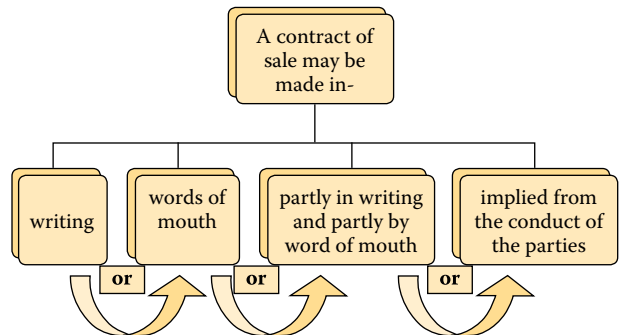 A contract of
sale may be
made in-
writing
words of
mouth
partly in writing
and partly by
word of mouth
implied from
the conduct of
the parties
or
or
or